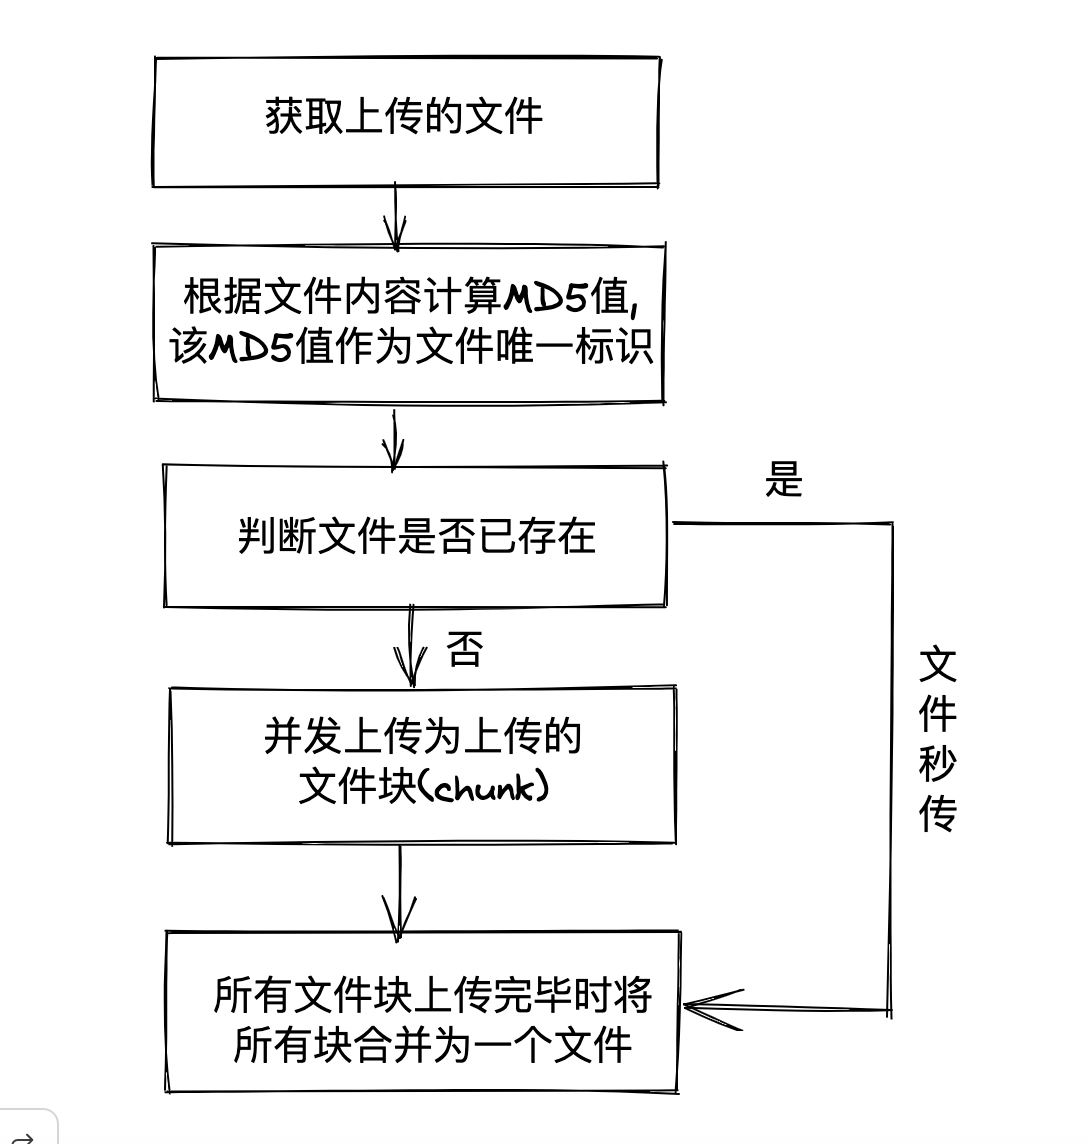 获取上传的文件
根据文件内容计算MD5值,
该MD5值作为文件唯一标识
是
判断文件是否已存在
否
文件秒传
并发上传为上传的
文件块(chunk)
所有文件块上传完毕时将
所有块合并为一个文件